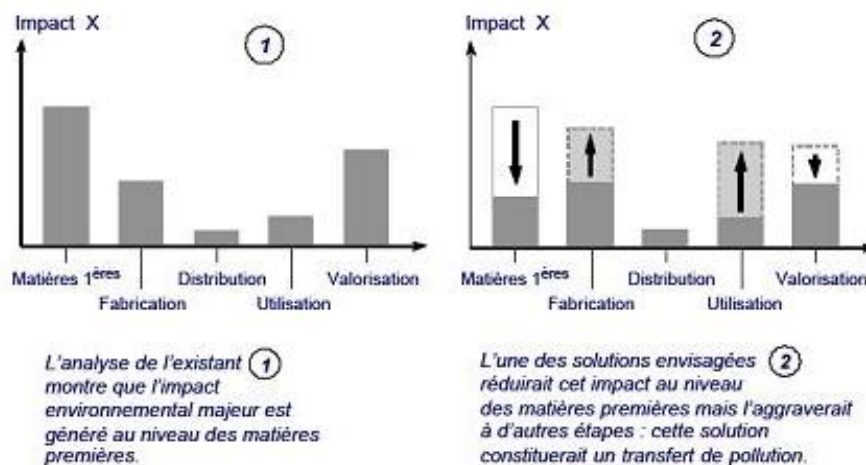 Impact X
1
Matières 1ères
Distribution
Valorisation
Fabrication
Utilisation
L'analyse de l'existant 1
montre que l'impact
environnemental majeur est
généré au niveau des matières
premières.
Impact X
2
Matières 1ères
Distribution
Valorisation
Fabrication
Utilisation
L'une des solutions envisagées 2
réduirait cet impact au niveau
des matières premières mais l'aggraverait
à d'autres étapes : cette solution
constituerait un transfert de pollution.